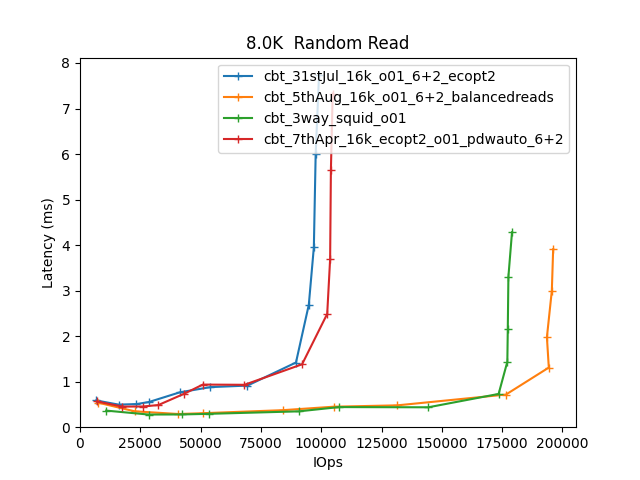 8.0K  Random Read
cbt_31stJul_16k_o01_6+2_ecopt2
cbt_5thAug_16k_o01_6+2_balancedreads
cbt_3way_squid_o01
cbt_7thApr_16k_ecopt2_o01_pdwauto_6+2
Latency (ms)
8
7
6
5
4
3
2
1
0
0 25000 50000 75000 100000 125000 150000 175000 200000
IOps